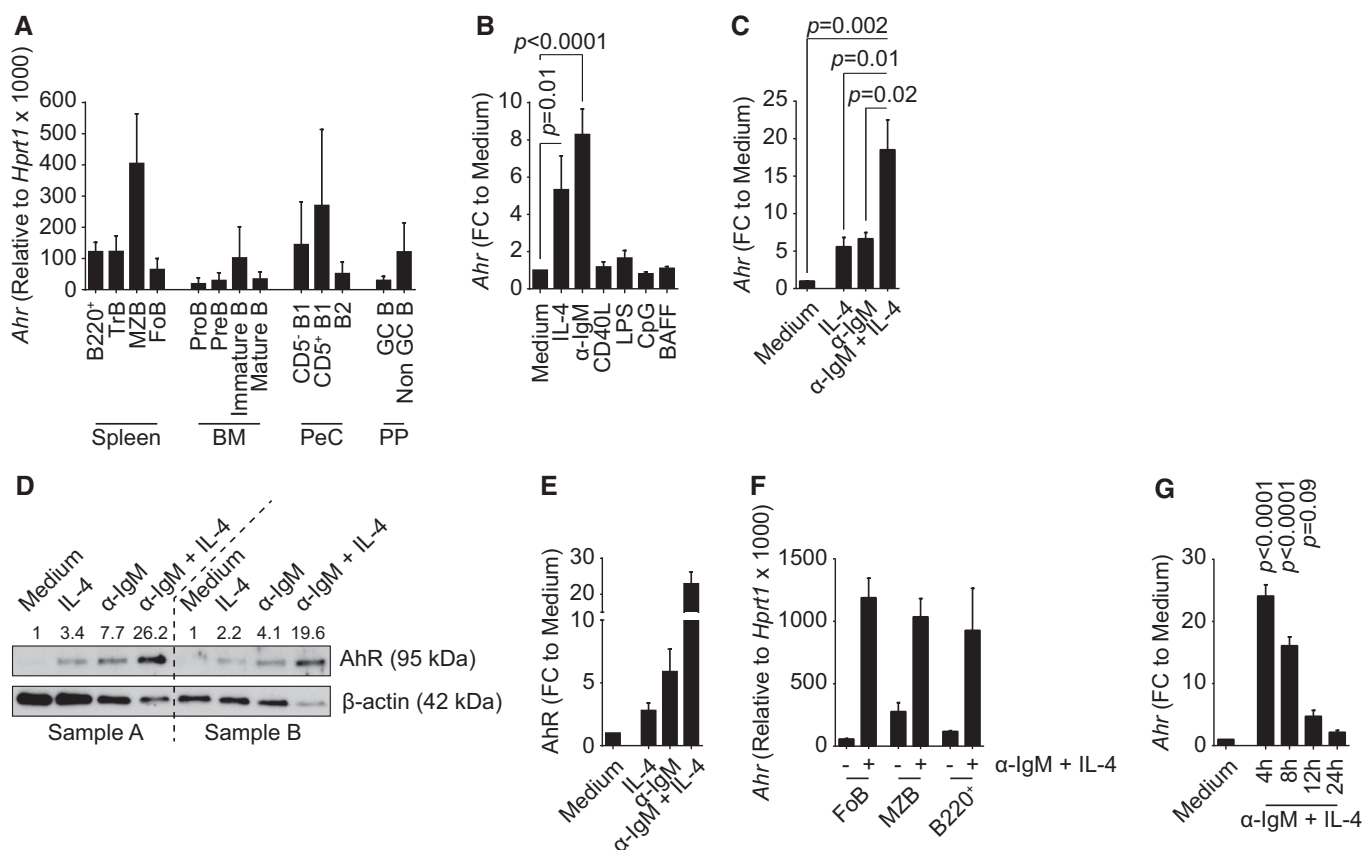 A
Ahr (Relative to Hprt1 x 1000)
600
500
400
300
200
100
0
B220+
TrB
MZB
FoB
ProB
PreB
Immature B
Mature B
CD5- B1
CD5+ B1
B2
GC B
Non GC B
Spleen
BM
PeC
PP
B
p<0.0001
p=0.01
Ahr (FC to Medium)
10
8
6
4
2
0
Medium
IL-4
α-IgM
CD40L
LPS
CpG
BAFF
C
p=0.002
p=0.01
p=0.02
Ahr (FC to Medium)
25
20
15
10
5
0
Medium
IL-4
α-IgM
α-IgM + IL-4
D
Medium
IL-4
α-IgM
α-IgM + IL-4
Medium
IL-4
α-IgM
α-IgM + IL-4
1 3.4 7.7 26.2 1 2.2 4.1 19.6
AhR (95 kDa)
β-actin (42 kDa)
Sample A
Sample B
E
AhR (FC to Medium)
30
20
10
5
0
Medium
IL-4
α-IgM
α-IgM + IL-4
F
Ahr (Relative to Hprt1 x 1000)
1500
1000
500
0
- + - + - + α-IgM + IL-4
FoB
MZB
B220+
G
p<0.0001
p<0.0001
p=0.09
Ahr (FC to Medium)
30
20
10
0
Medium
4h
8h
12h
24h
α-IgM + IL-4